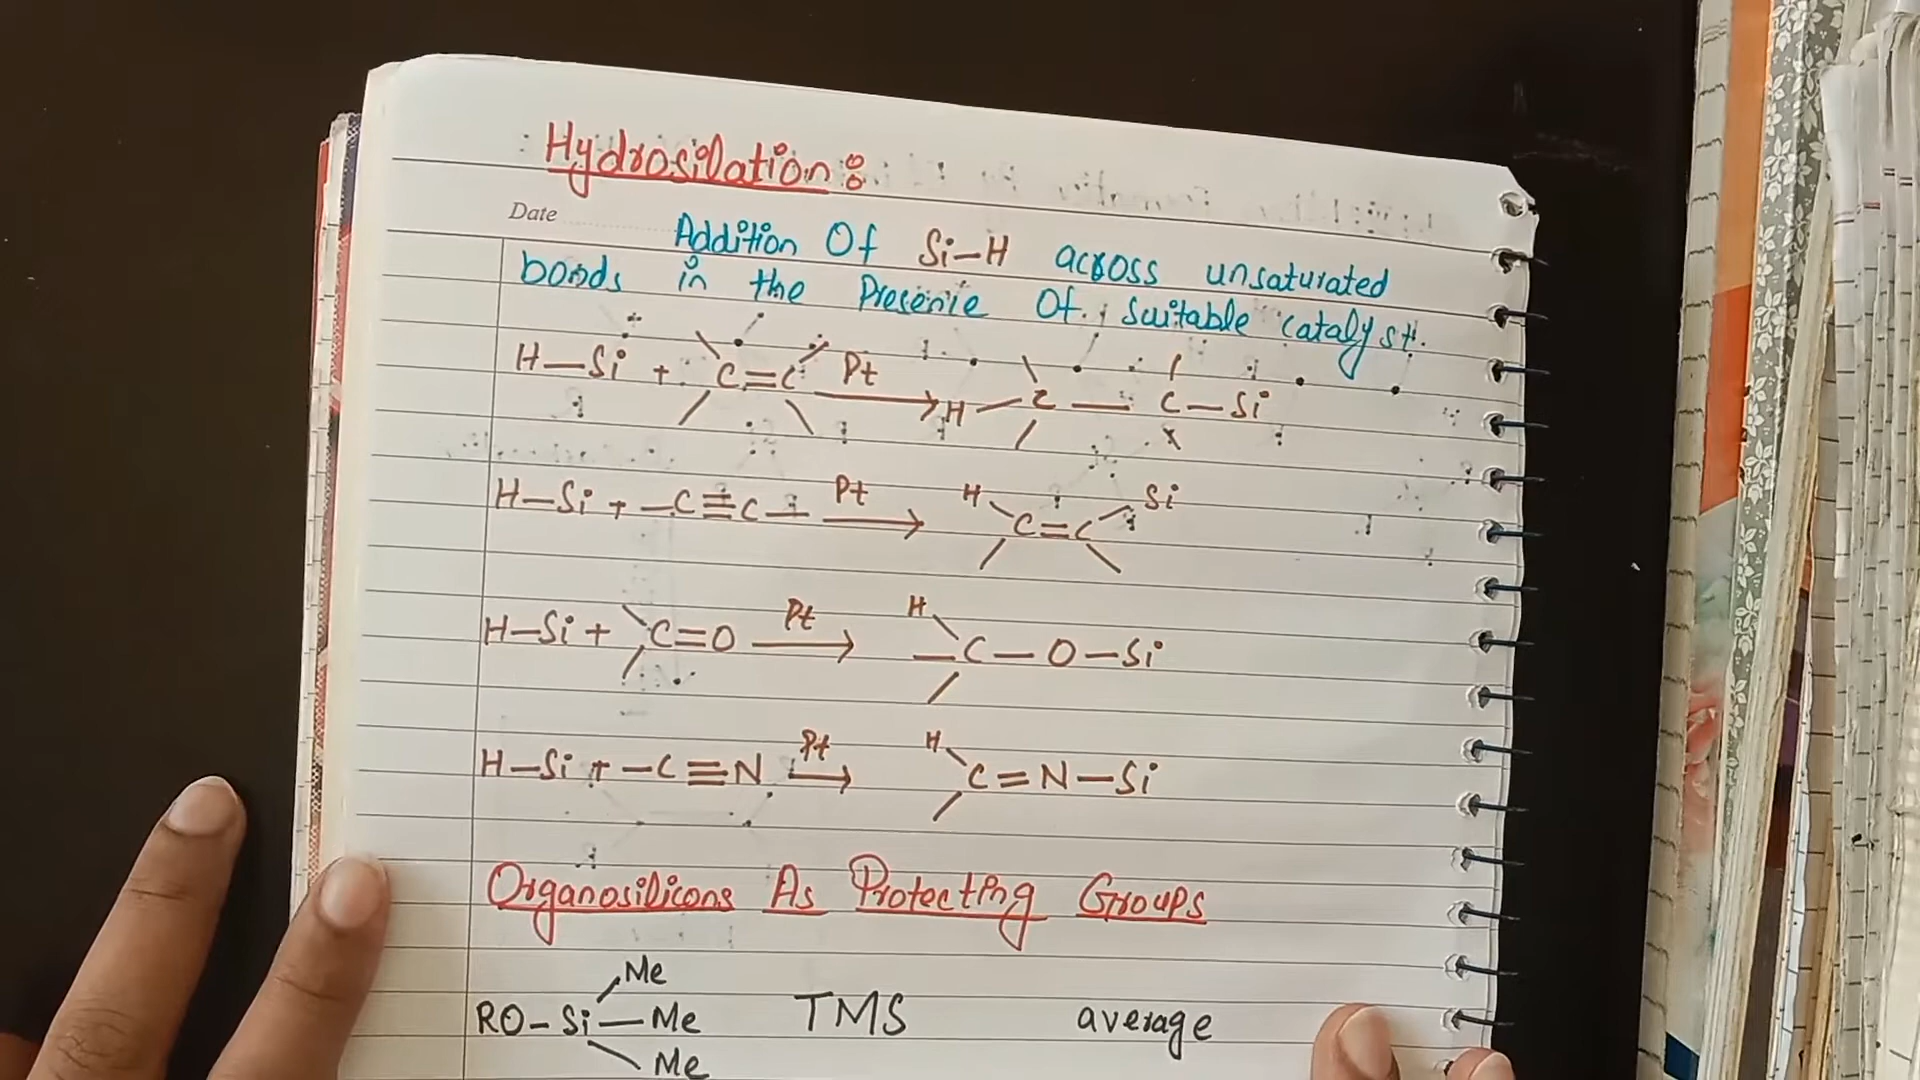 Hydrosilation:
Date
Addition Of Si-H across unsaturated
bonds in the Presenie Of suitable catalyst.
H-Si + C=C Pt → H-C-C-Si
H-Si + -C≡C- Pt → H C=C Si
H-Si + C=O Pt → H -C-O-Si
H-Si + -C≡N Pt → H C=N-Si
Organosilicons As Protecting Groups
Me
RO-Si-Me TMS average
Me